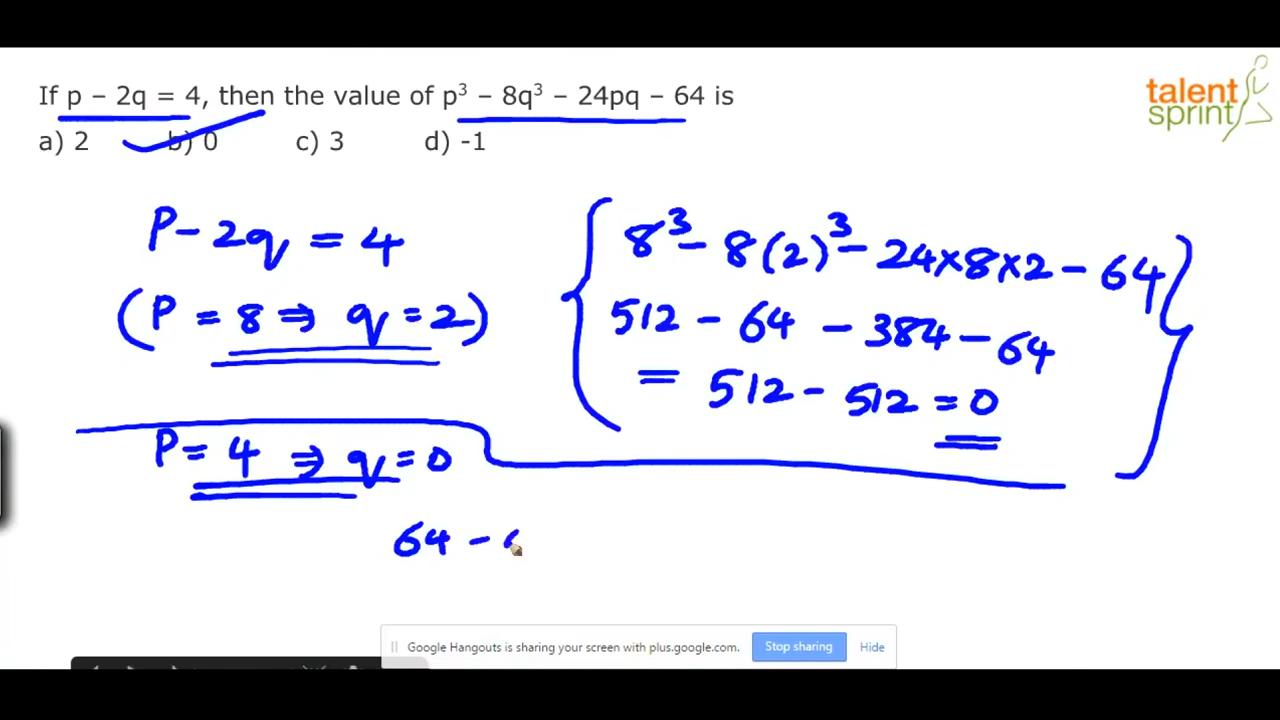 If p – 2q = 4, then the value of p³ – 8q³ – 24pq – 64 is
a) 2 b) 0 c) 3 d) -1
talent
sprint
P - 2q = 4
(P = 8 ⇒ q = 2)
8³ - 8(2)³ - 24×8×2 - 64
512 - 64 - 384 - 64
= 512 - 512 = 0
P = 4 ⇒ q = 0
64 -
Google Hangouts is sharing your screen with plus.google.com.
Stop sharing
Hide